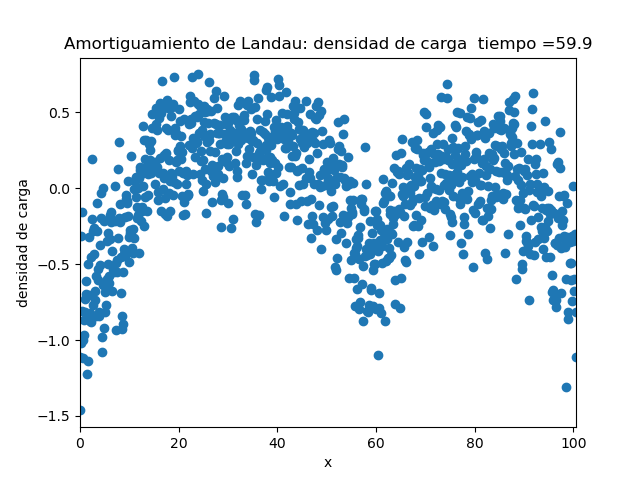 Amortiguamiento de Landau: densidad de carga  tiempo =59.9
densidad de carga
0.5
0.0
−0.5
−1.0
−1.5
0 20 40 60 80 100
x